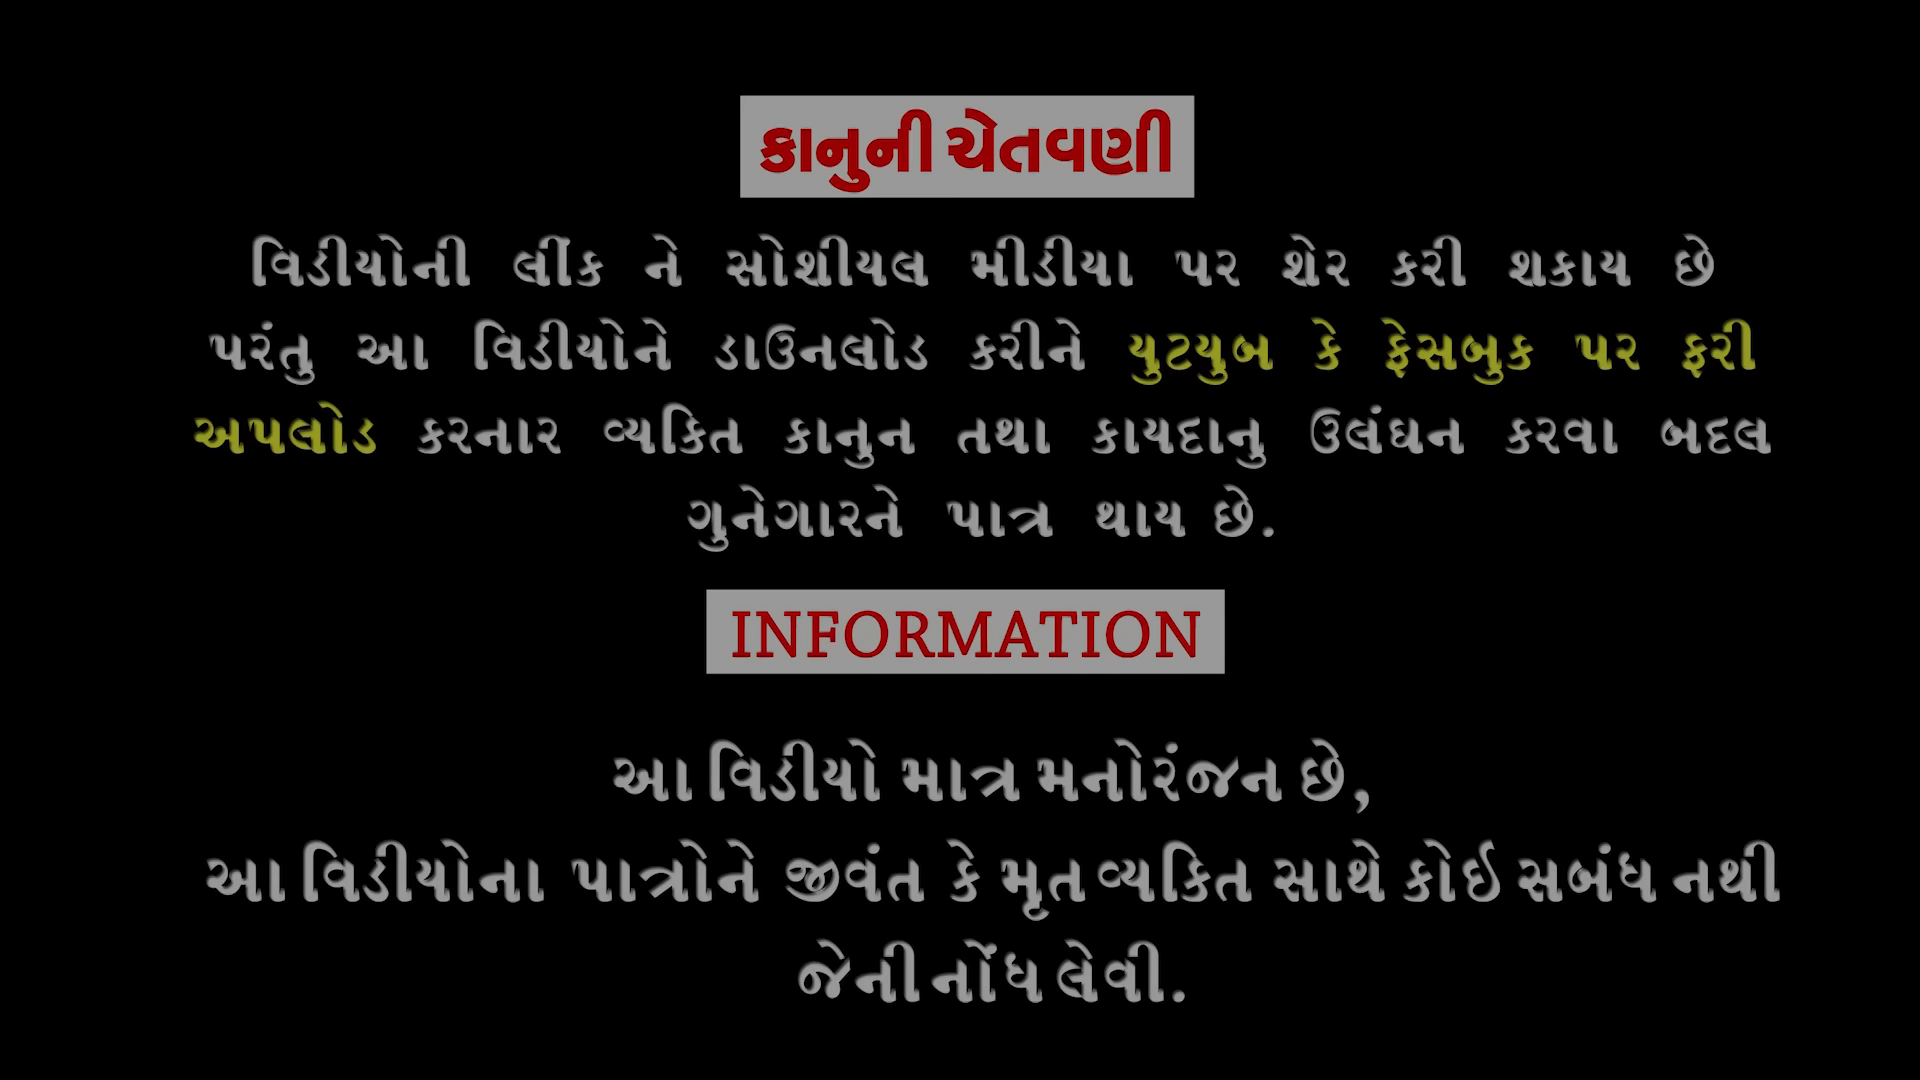 કાનુની ચેતવણી
વિડીયોની લીંક ને સોશીયલ મીડીયા પર શેર કરી શકાય છે
પરંતુ આ વિડીયોને ડાઉનલોડ કરીને યુટયુબ કે ફેસબુક પર ફરી
અપલોડ કરનાર વ્યકિત કાનુન તથા કાયદાનુ ઉલંઘન કરવા બદલ
ગુનેગારને પાત્ર થાય છે.
INFORMATION
આ વિડીયો માત્ર મનોરંજન છે,
આ વિડીયોના પાત્રોને જીવંત કે મૃત વ્યકિત સાથે કોઇ સબંધ નથી
જેની નોંધ લેવી.